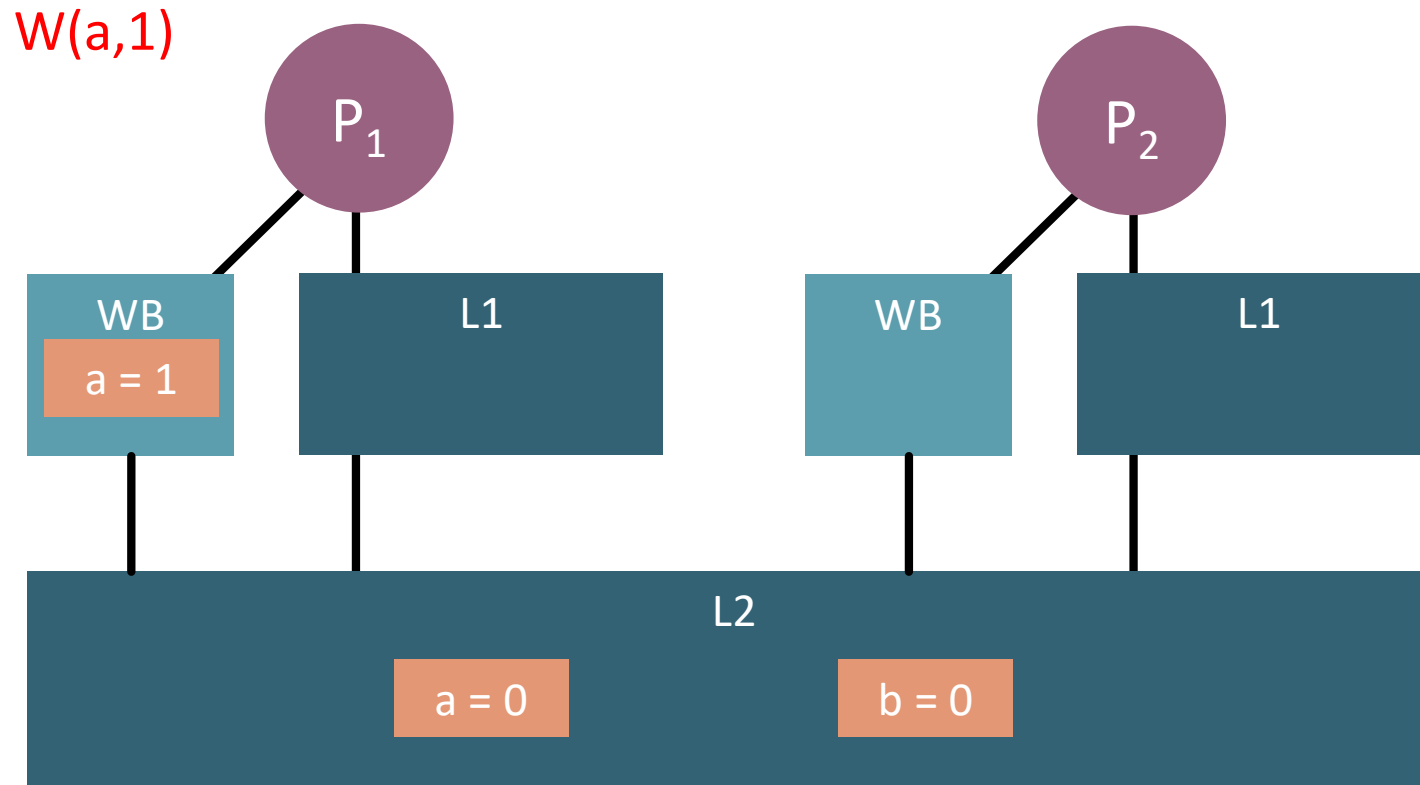 W(a,1)
P1
P2
WB
L1
WB
L1
a = 1
L2
a = 0
b = 0